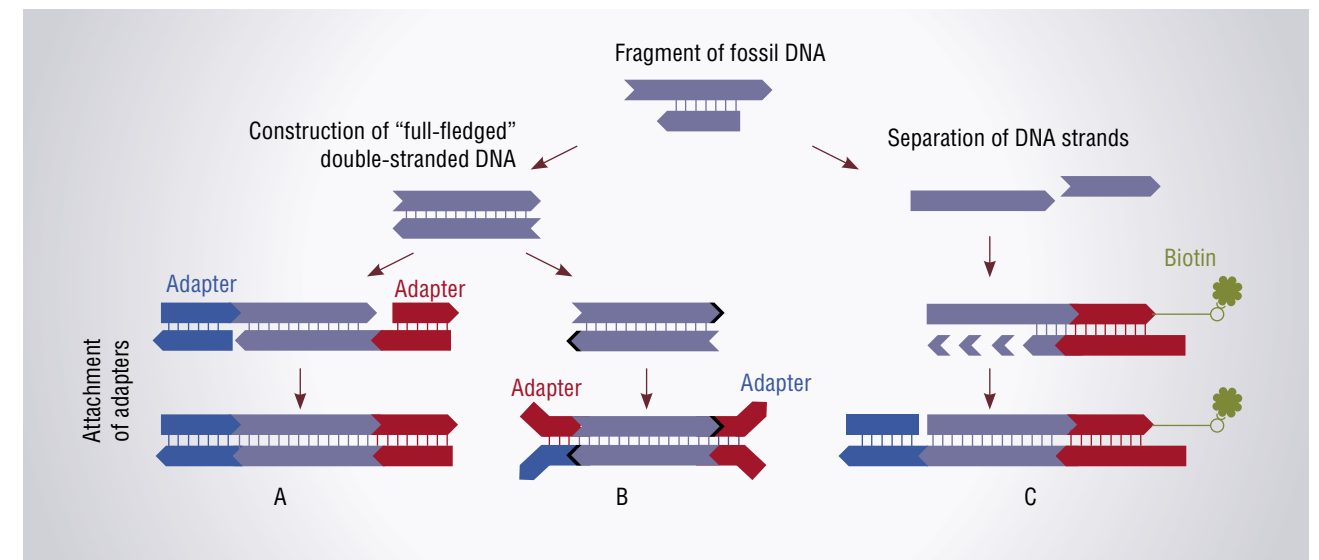 Fragment of fossil DNA
Construction of “full-fledged”
double-stranded DNA
Separation of DNA strands
Adapter
Adapter
Biotin
Attachment
of adapters
Adapter
Adapter
A
B
C